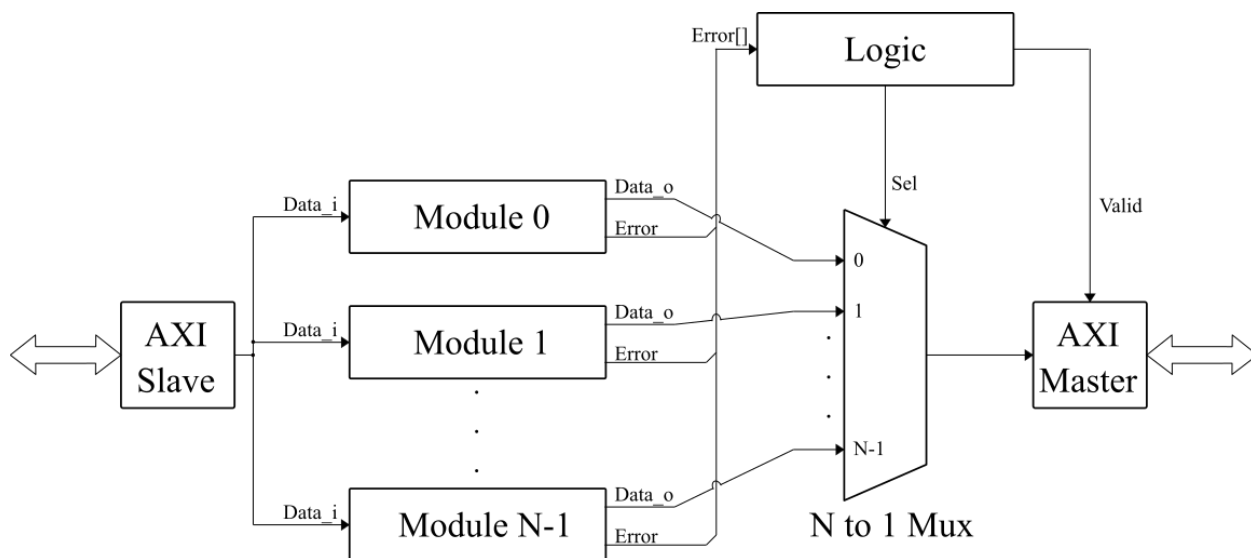 Error[]
Logic
Sel
Valid
Data_i
Module 0
Data_o
Error
0
AXI
Slave
Data_i
Module 1
Data_o
Error
1
AXI
Master
Data_i
Module N-1
Data_o
Error
N-1
N to 1 Mux